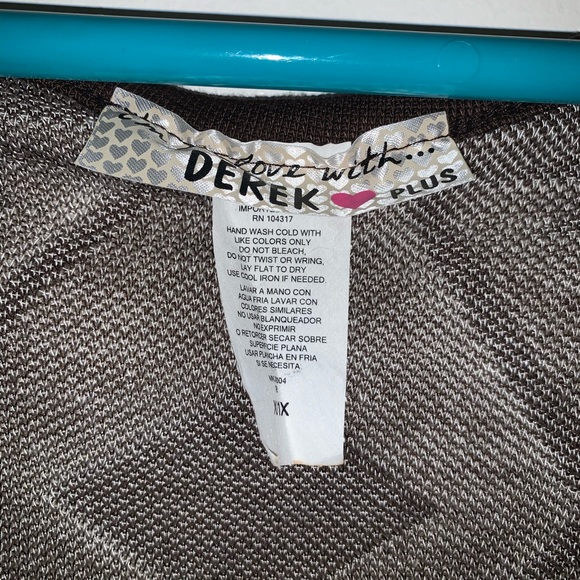 love with...
DEREK PLUS
RN 104317
HAND WASH COLD WITH
LIKE COLORS ONLY
DO NOT BLEACH,
DO NOT TWIST OR WRING,
LAY FLAT TO DRY
USE COOL IRON IF NEEDED
LAVAR A MANO CON
AGUA FRIA LAVAR CON
COLORES SIMILARES
NO USAR BLANQUEADOR
NO EXPRIMIR
O RETORCER SECAR SOBRE
SUPERFICIE PLANA
USAR PLANCHA EN FRIA
SI SE NECESITA
1X